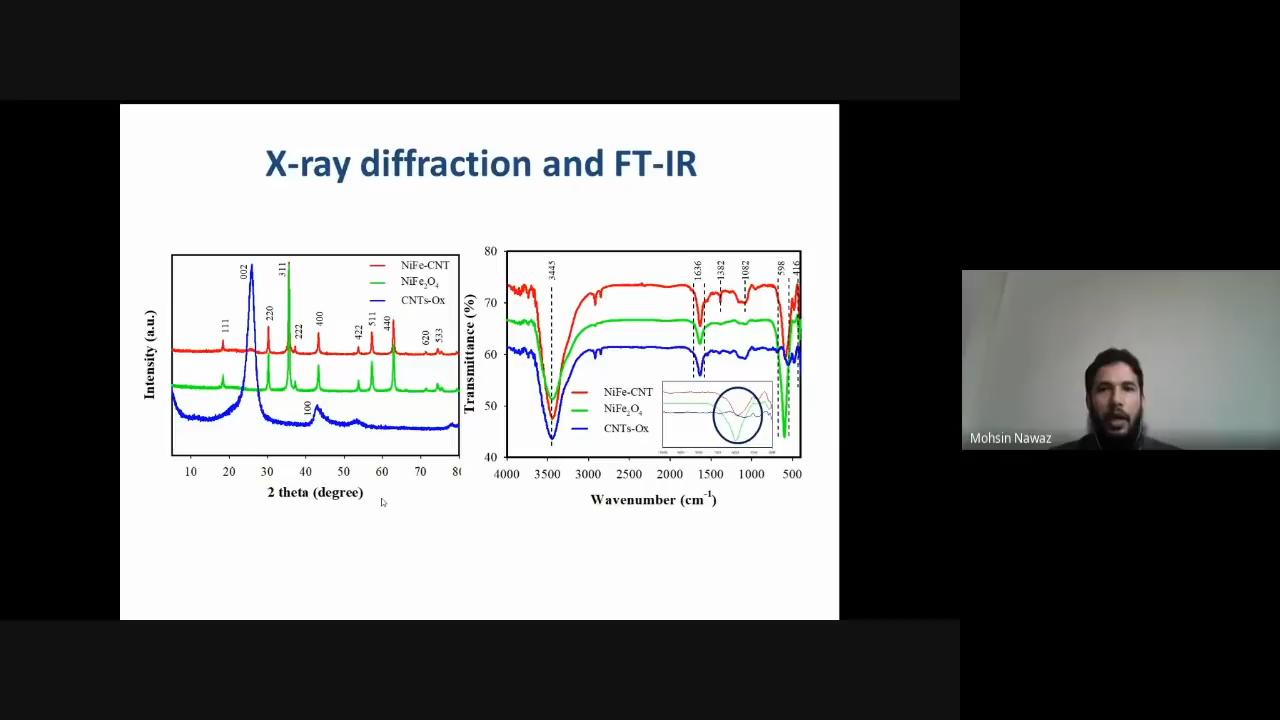 X-ray diffraction and FT-IR
Intensity (a.u.)
002
100
111
220
311
222
400
422
511
440
620
533
NiFe-CNT
NiFe₂O₄
CNTs-Ox
10 20 30 40 50 60 70 8
2 theta (degree)
Transmittance (%)
80
70
60
50
40
3445
1636
1382
1082
598
416
NiFe-CNT
NiFe₂O₄
CNTs-Ox
4000 3500 3000 2500 2000 1500 1000 500
Wavenumber (cm⁻¹)
Mohsin Nawaz